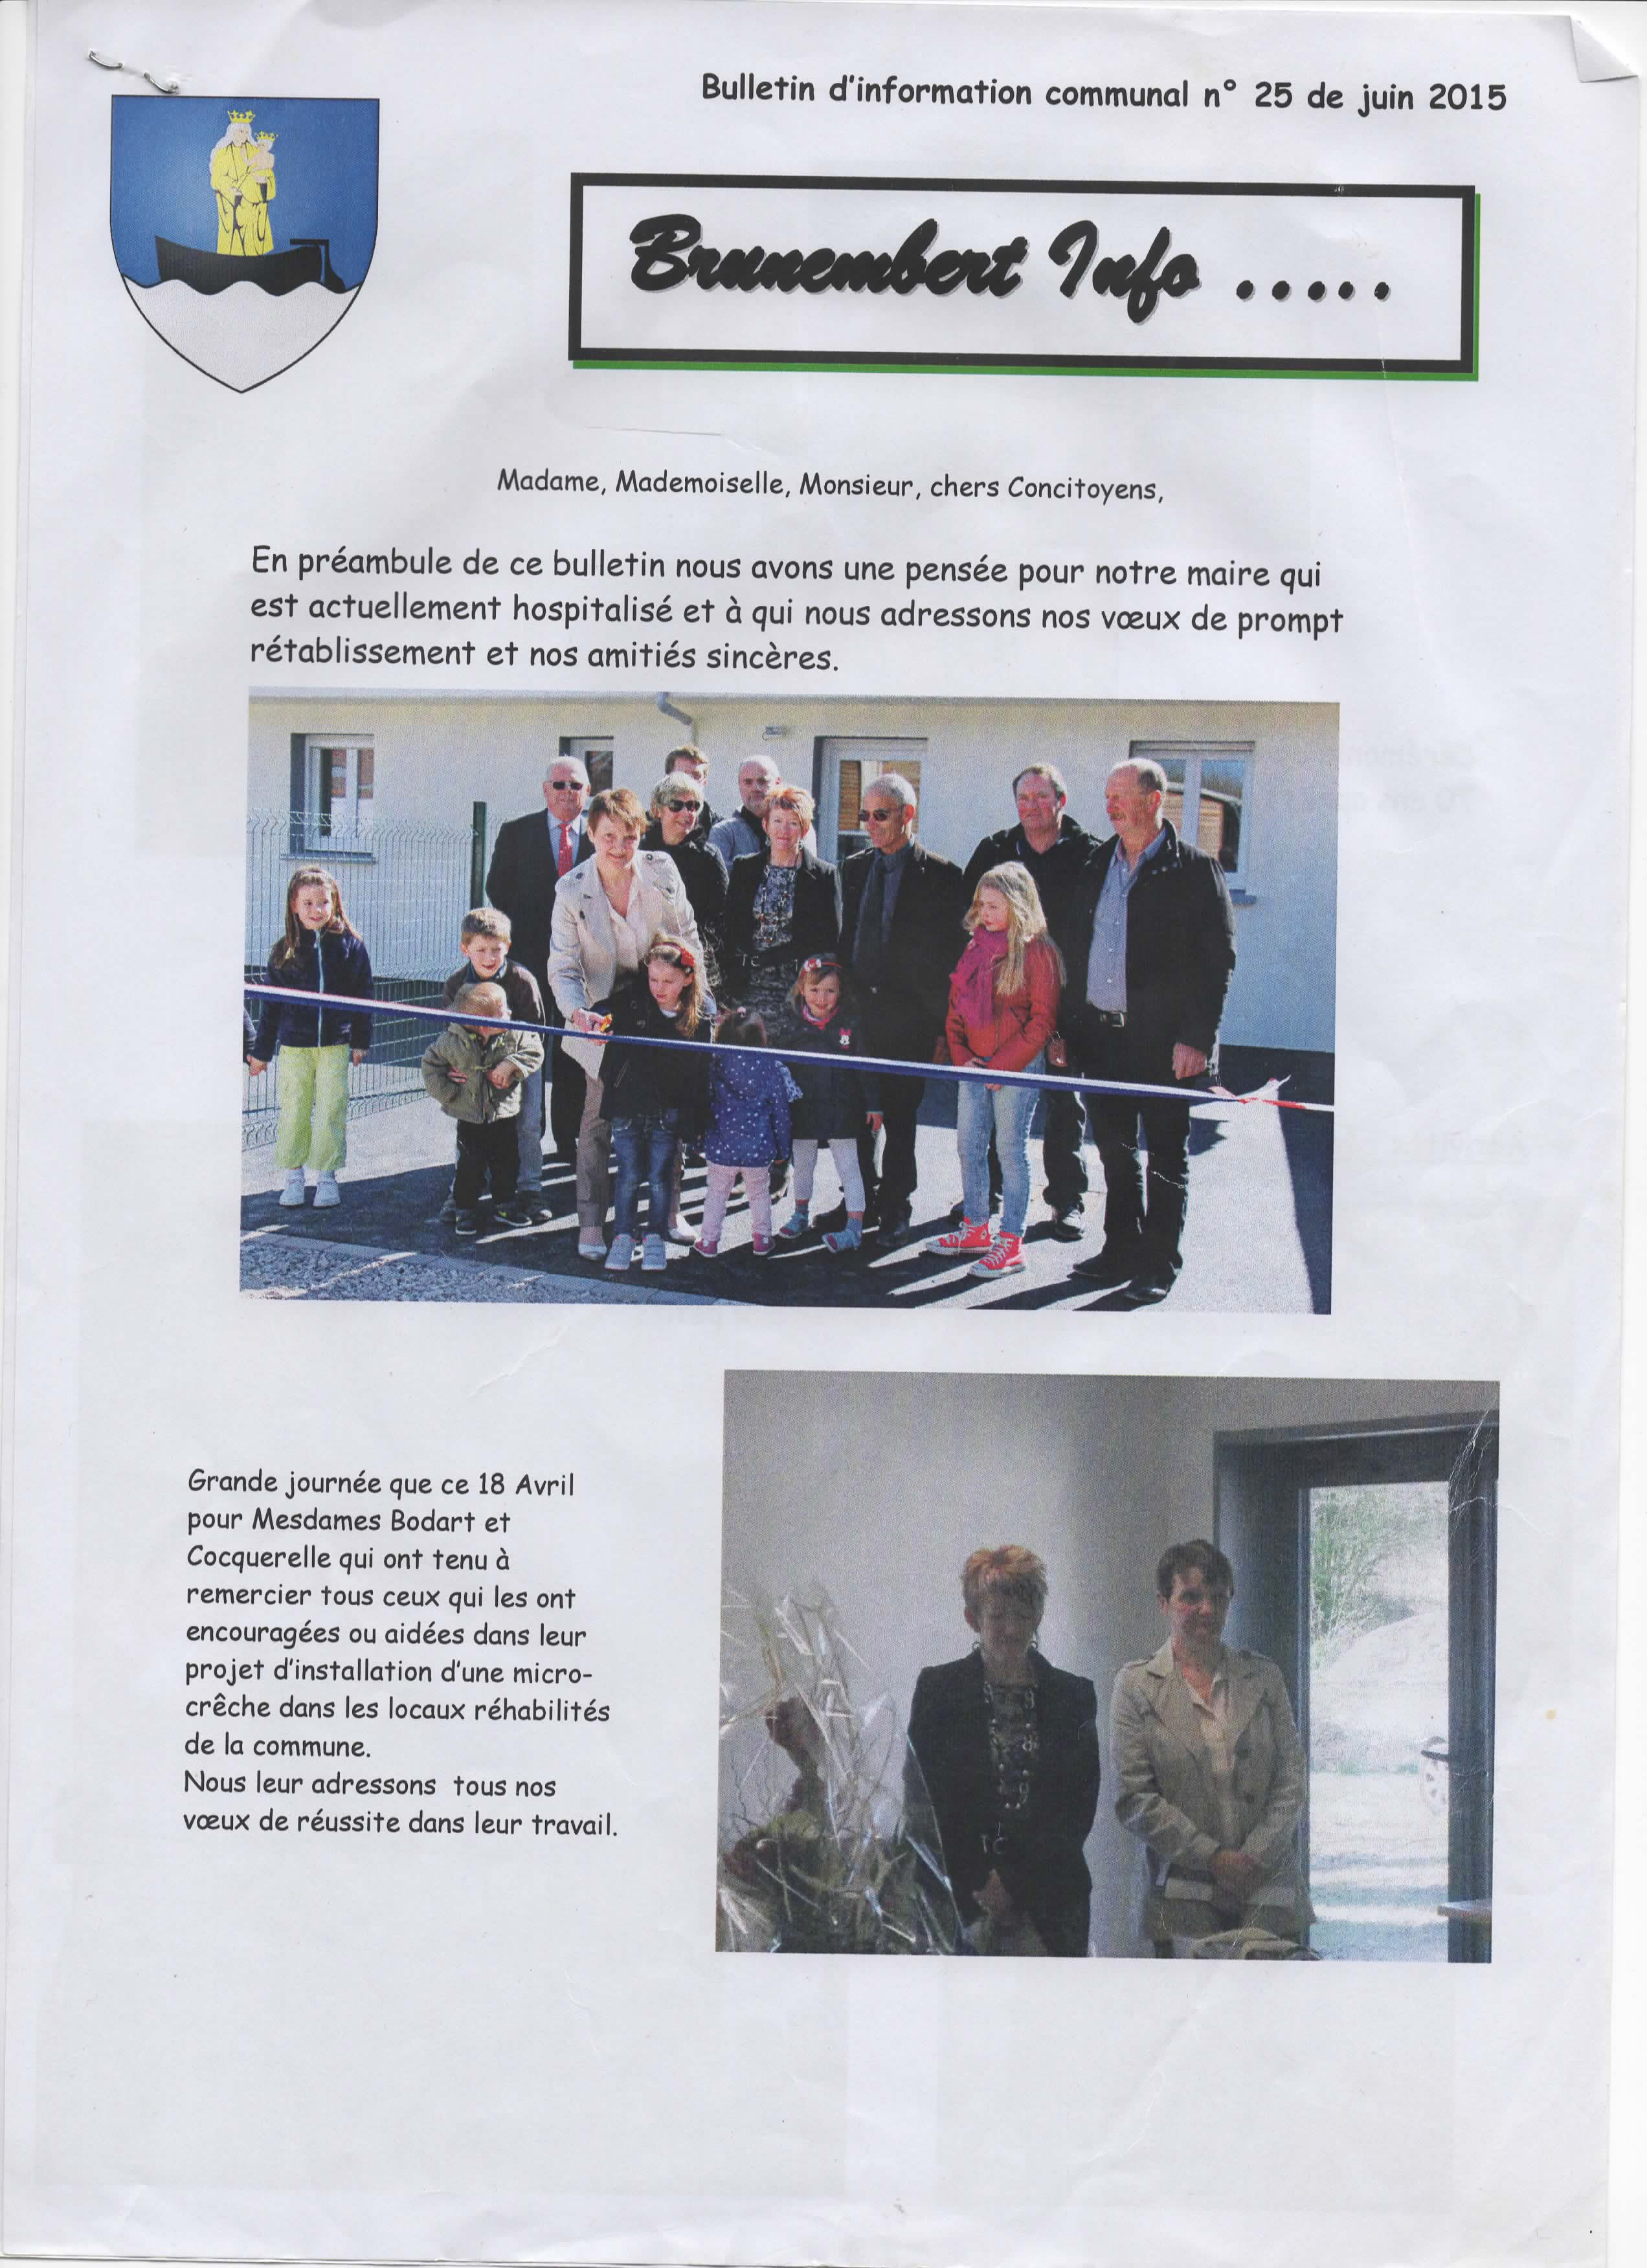 Bulletin d'information communal n° 25 de juin 2015
Brunembert Info .....
Madame, Mademoiselle, Monsieur, chers Concitoyens,
En préambule de ce bulletin nous avons une pensée pour notre maire qui
est actuellement hospitalisé et à qui nous adressons nos vœux de prompt
rétablissement et nos amitiés sincères.
Grande journée que ce 18 Avril
pour Mesdames Bodart et
Cocquerelle qui ont tenu à
remercier tous ceux qui les ont
encouragées ou aidées dans leur
projet d'installation d'une micro-
crêche dans les locaux réhabilités
de la commune.
Nous leur adressons tous nos
vœux de réussite dans leur travail.